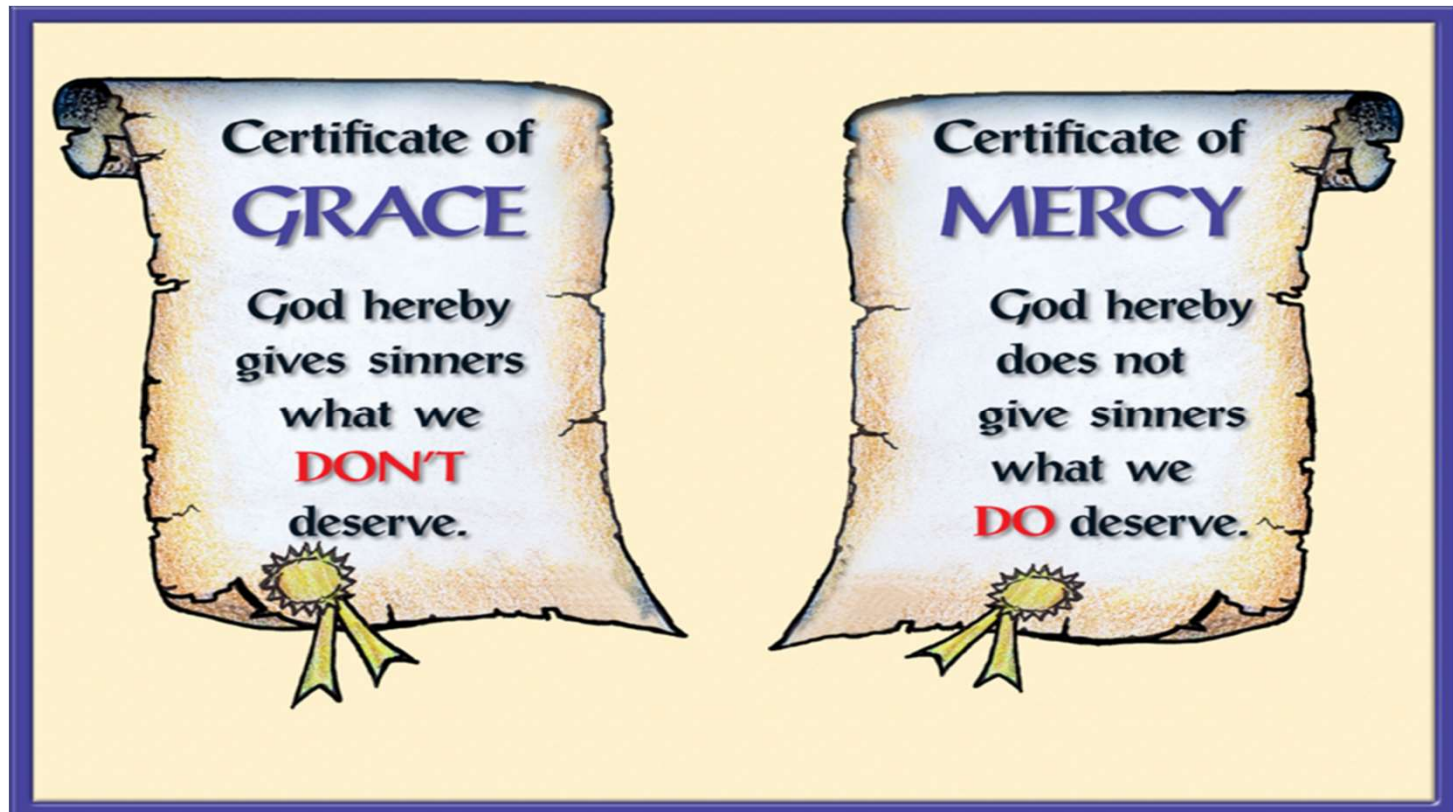 Certificate of
GRACE
God hereby
gives sinners
what we
DON'T
deserve.
Certificate of
MERCY
God hereby
does not
give sinners
what we
DO deserve.